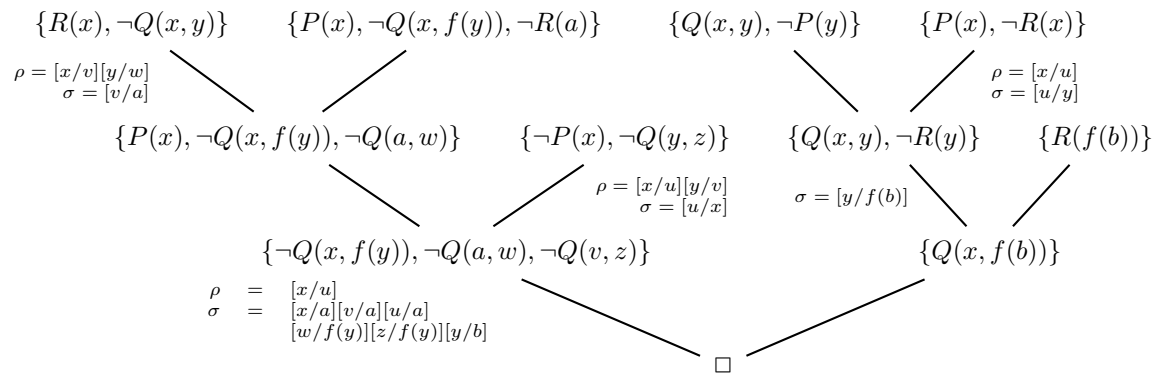 {R(x), ¬Q(x, y)} {P(x), ¬Q(x, f(y)), ¬R(a)} {Q(x, y), ¬P(y)} {P(x), ¬R(x)}
ρ = [x/v][y/w]
σ = [v/a]
ρ = [x/u]
σ = [u/y]
{P(x), ¬Q(x, f(y)), ¬Q(a, w)} {¬P(x), ¬Q(y, z)} {Q(x, y), ¬R(y)} {R(f(b))}
ρ = [x/u][y/v]
σ = [u/x]
σ = [y/f(b)]
{¬Q(x, f(y)), ¬Q(a, w), ¬Q(v, z)} {Q(x, f(b))}
ρ = [x/u]
σ = [x/a][v/a][u/a]
[w/f(y)][z/f(y)][y/b]
□